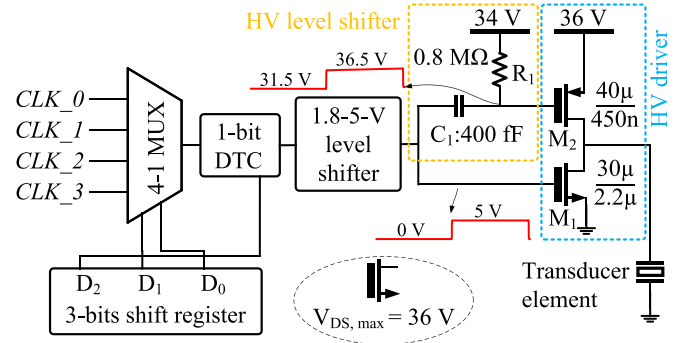 HV level shifter
34 V
36 V
0.8 MΩ
R1
36.5 V
31.5 V
CLK_0
CLK_1
CLK_2
CLK_3
4-1 MUX
1-bit
DTC
1.8-5-V
level
shifter
C1:400 fF
M2
40μ
450n
HV driver
M1
30μ
2.2μ
0 V
5 V
D2
D1
D0
3-bits shift register
VDS, max = 36 V
Transducer
element